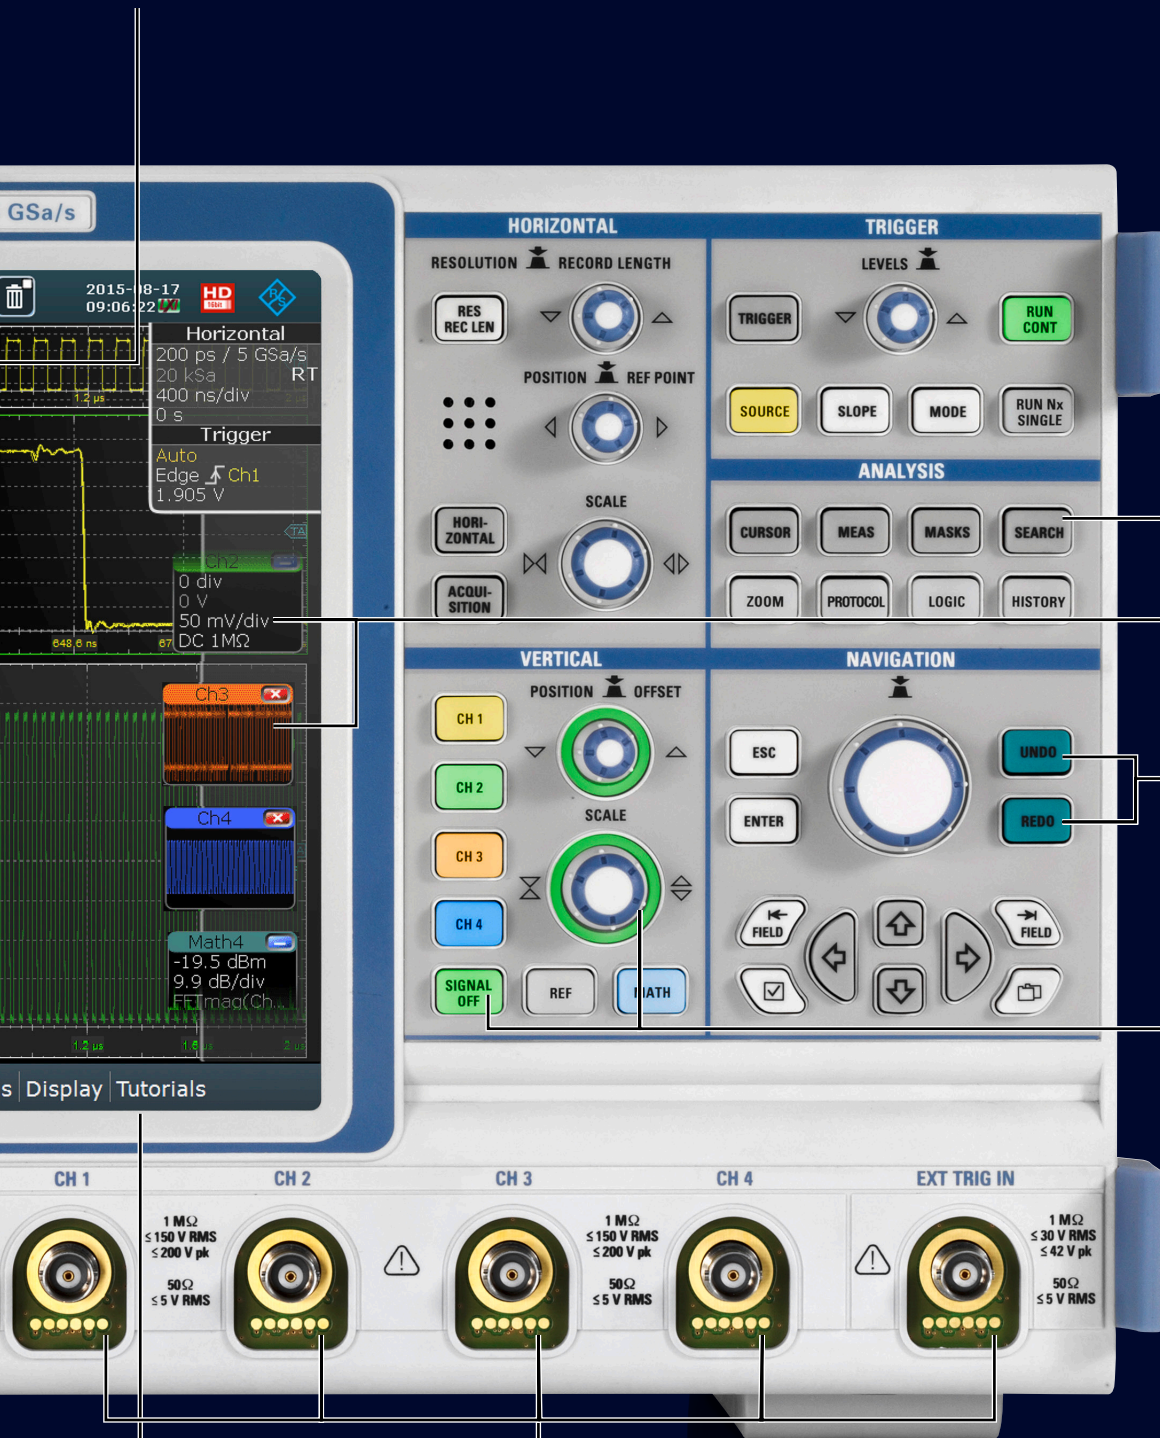 GSa/s
2015-08-17
09:06:22
HD
16bit
R&S
Horizontal
200 ps / 5 GSa/s
20 kSa RT
400 ns/div
0 s
Trigger
Auto
Edge Ch1
1.905 V
1.2 µs
TA
Ch2
0 div
0 V
50 mV/div
DC 1MΩ
648.6 ns
Ch3
Ch4
Math4
-19.5 dBm
9.9 dB/div
FFTmag(Ch...
1.2 µs
2 µs
Display
Tutorials
HORIZONTAL
RESOLUTION RECORD LENGTH
RES
REC LEN
POSITION REF POINT
SCALE
HORI-
ZONTAL
ACQUI-
SITION
TRIGGER
LEVELS
TRIGGER
RUN
CONT
SOURCE
SLOPE
MODE
RUN Nx
SINGLE
ANALYSIS
CURSOR
MEAS
MASKS
SEARCH
ZOOM
PROTOCOL
LOGIC
HISTORY
VERTICAL
POSITION OFFSET
CH 1
CH 2
SCALE
CH 3
CH 4
SIGNAL
OFF
REF
MATH
NAVIGATION
ESC
UNDO
ENTER
REDO
FIELD
FIELD
CH 1
1 MΩ
≤150 V RMS
≤200 V pk
50Ω
≤5 V RMS
CH 2
CH 3
1 MΩ
≤150 V RMS
≤200 V pk
50Ω
≤5 V RMS
CH 4
EXT TRIG IN
1 MΩ
≤30 V RMS
≤42 V pk
50Ω
≤5 V RMS